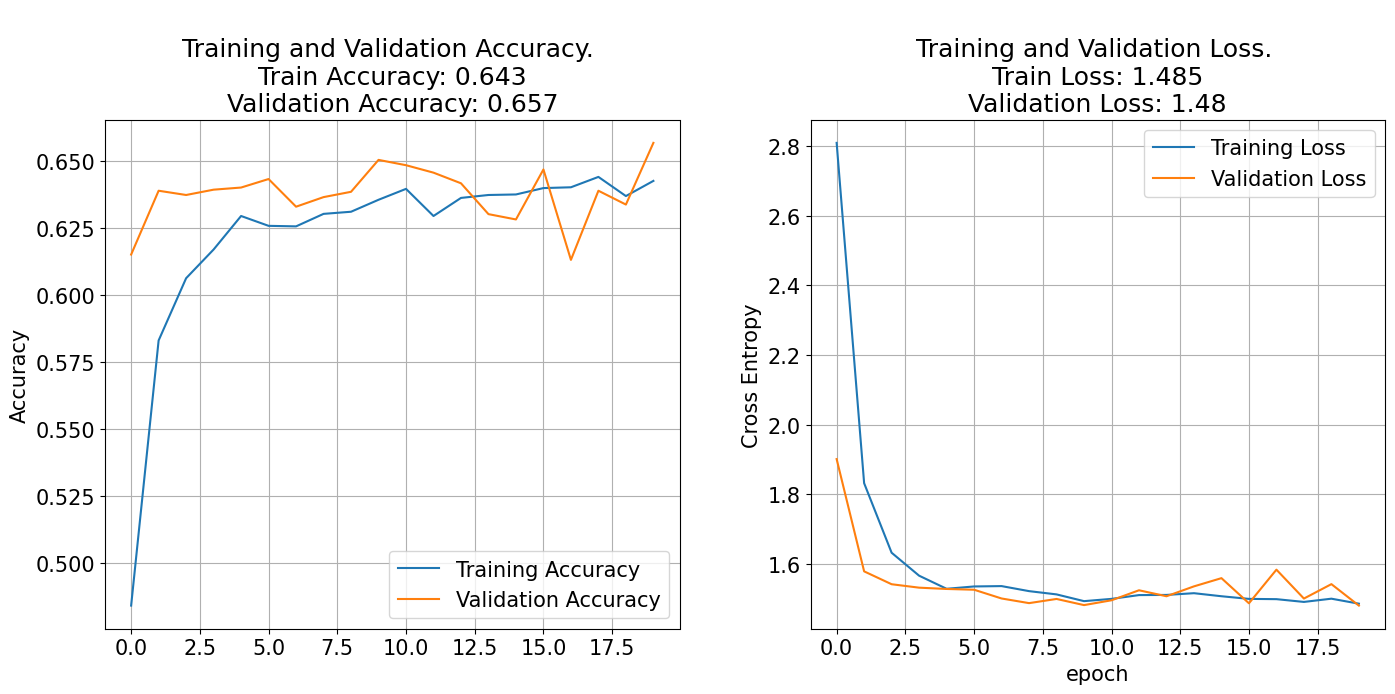 Training and Validation Accuracy.
Train Accuracy: 0.643
Validation Accuracy: 0.657
Accuracy
0.650
0.625
0.600
0.575
0.550
0.525
0.500
Training Accuracy
Validation Accuracy
0.0 2.5 5.0 7.5 10.0 12.5 15.0 17.5
Training and Validation Loss.
Train Loss: 1.485
Validation Loss: 1.48
Cross Entropy
2.8
2.6
2.4
2.2
2.0
1.8
1.6
Training Loss
Validation Loss
0.0 2.5 5.0 7.5 10.0 12.5 15.0 17.5
epoch